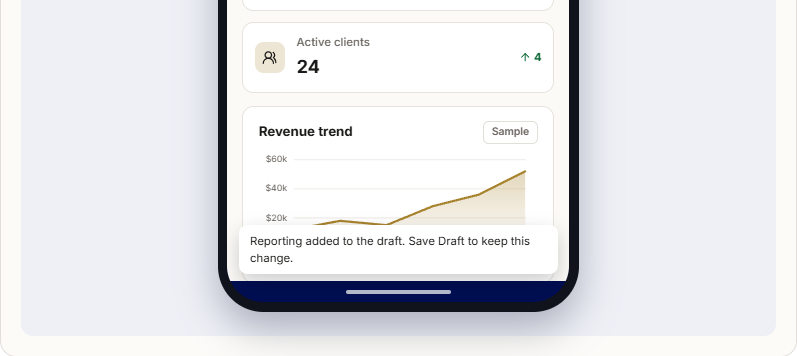 Active clients
24
↑ 4
Revenue trend
Sample
$60k
$40k
$20k
Reporting added to the draft. Save Draft to keep this
change.